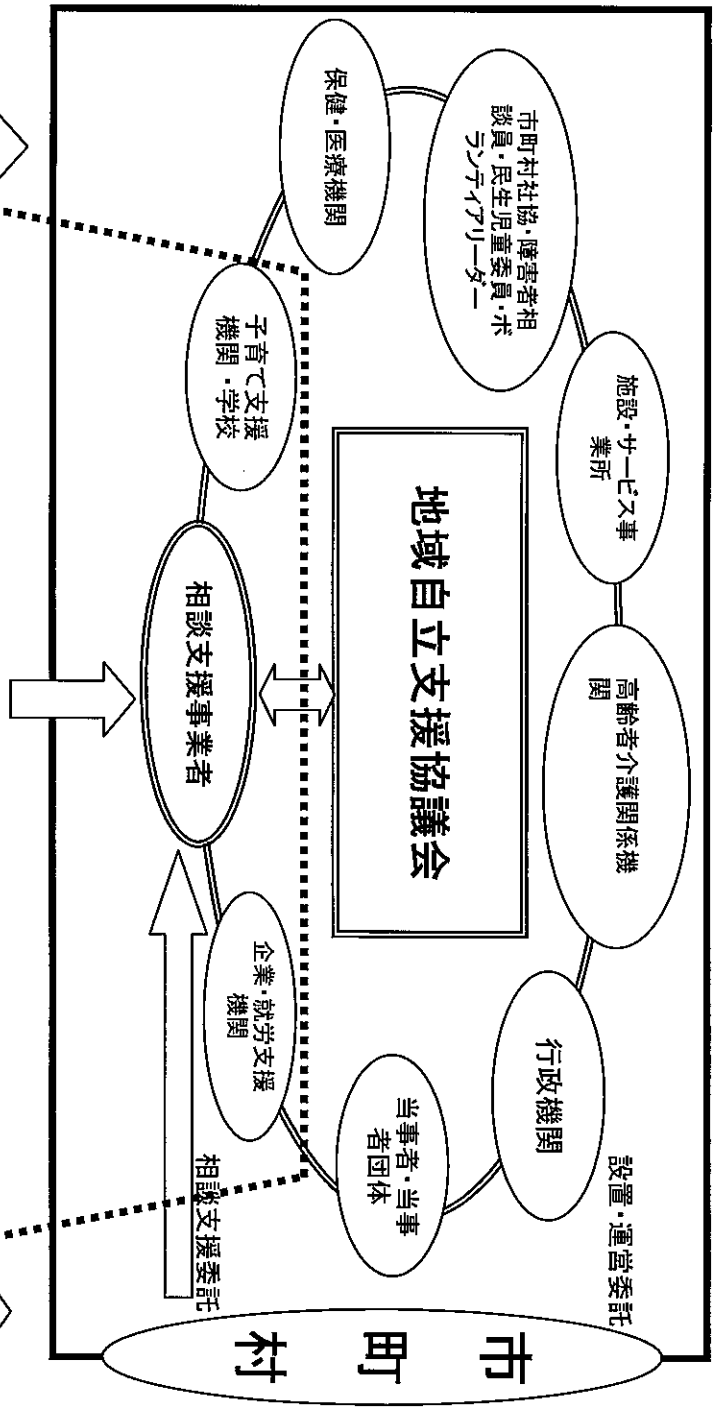 市町村
設置・運営委託
行政機関
高齢者介護関係機
関
施設・サービス事
業所
市町村社協・障害者相
談員・民生児童委員・ボ
ランティアリーダー
保健・医療機関
地域自立支援協議会
当事者・当事
者団体
子育て支援
機関・学校
相談支援事業者
企業・就労支援
機関
相談支援委託